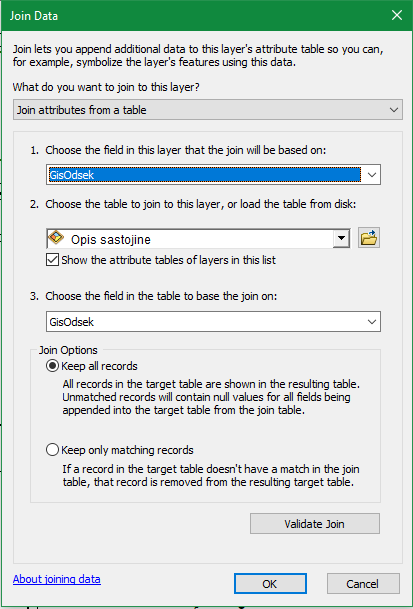 Join Data
Join lets you append additional data to this layer's attribute table so you can,
for example, symbolize the layer's features using this data.
What do you want to join to this layer?
Join attributes from a table
1. Choose the field in this layer that the join will be based on:
GisOdsek
2. Choose the table to join to this layer, or load the table from disk:
Opis sastojine
Show the attribute tables of layers in this list
3. Choose the field in the table to base the join on:
GisOdsek
Join Options
Keep all records
All records in the target table are shown in the resulting table.
Unmatched records will contain null values for all fields being
appended into the target table from the join table.
Keep only matching records
If a record in the target table doesn't have a match in the join
table, that record is removed from the resulting target table.
Validate Join
About joining data
OK
Cancel